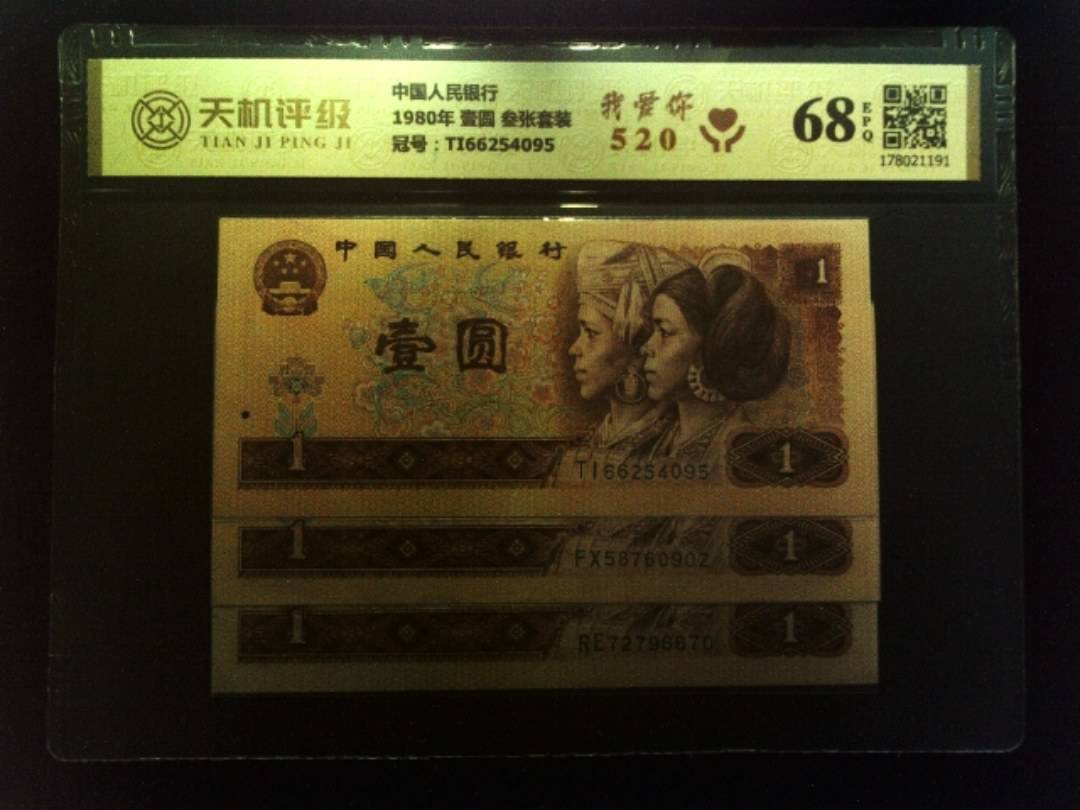 天机评级
TIAN JI PING JI
中国人民银行
1980年 壹圆 叁张套装
冠号：TI66254095
我爱你
520
68
EPQ
178021191
中国人民银行
1
壹圆
1
TI66254095
1
1
FX58760902
1
1
RE72796670
1